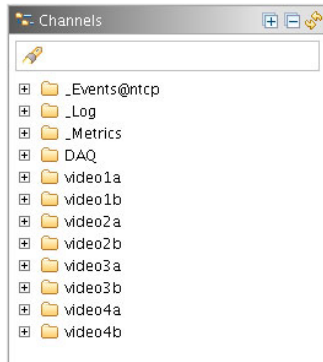 Channels
_Events@ntcp
_Log
_Metrics
DAQ
video1a
video1b
video2a
video2b
video3a
video3b
video4a
video4b